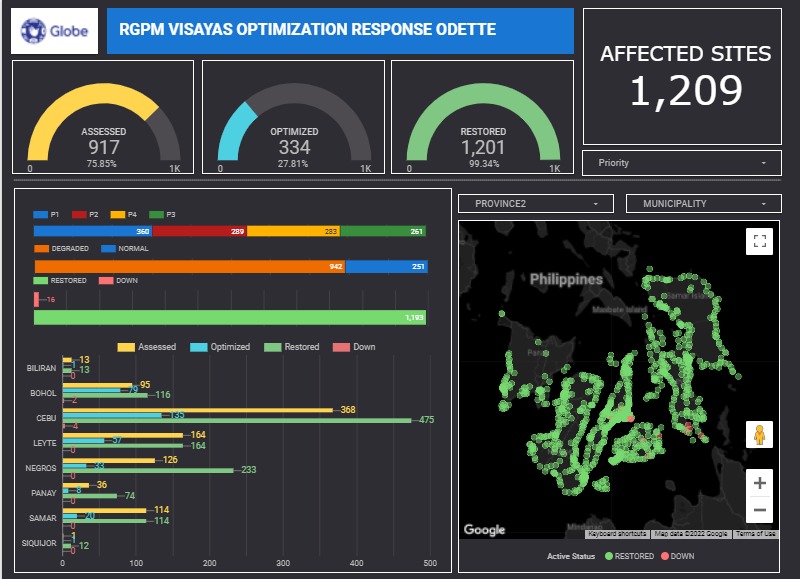 Globe
RGPM VISAYAS OPTIMIZATION RESPONSE ODETTE
AFFECTED SITES
1,209
ASSESSED
917
75.85%
0 1K
OPTIMIZED
334
27.81%
0 1K
RESTORED
1,201
99.34%
0 1K
Priority
PROVINCE2
MUNICIPALITY
P1 P2 P4 P3
360 289 283 261
DEGRADED NORMAL
942 251
RESTORED DOWN
16
1,193
Assessed Optimized Restored Down
BILIRAN 13 1 13 0
BOHOL 95 79 116 2
CEBU 368 135 475 4
LEYTE 164 57 164 0
NEGROS 126 33 233 0
PANAY 36 8 74 0
SAMAR 114 20 114 0
SIQUIJOR 1 1 12 0
0 100 200 300 400 500
Philippines
Samar Island
Masbate Island
Panay
Mindanao
Google
Keyboard shortcuts Map data ©2022 Google Terms of Use
Active Status RESTORED DOWN